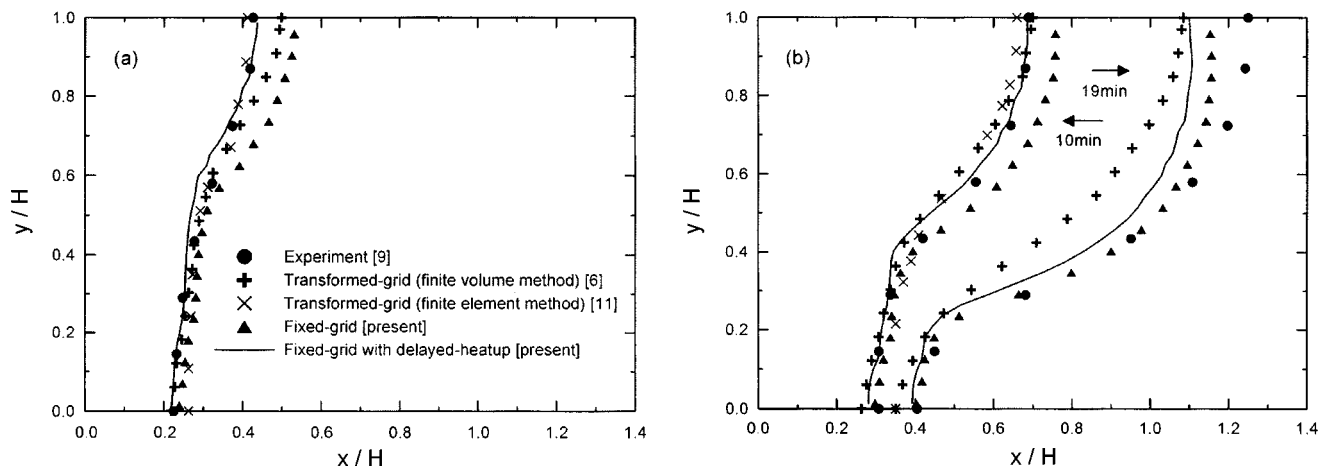 1.0
0.8
0.6
0.4
0.2
0.0
y / H
(a)
Experiment [9]
Transformed-grid (finite volume method) [6]
Transformed-grid (finite element method) [11]
Fixed-grid [present]
Fixed-grid with delayed-heatup [present]
0.0 0.2 0.4 0.6 0.8 1.0 1.2 1.4
x / H
1.0
0.8
0.6
0.4
0.2
0.0
y / H
(b)
19min
10min
0.0 0.2 0.4 0.6 0.8 1.0 1.2 1.4
x / H